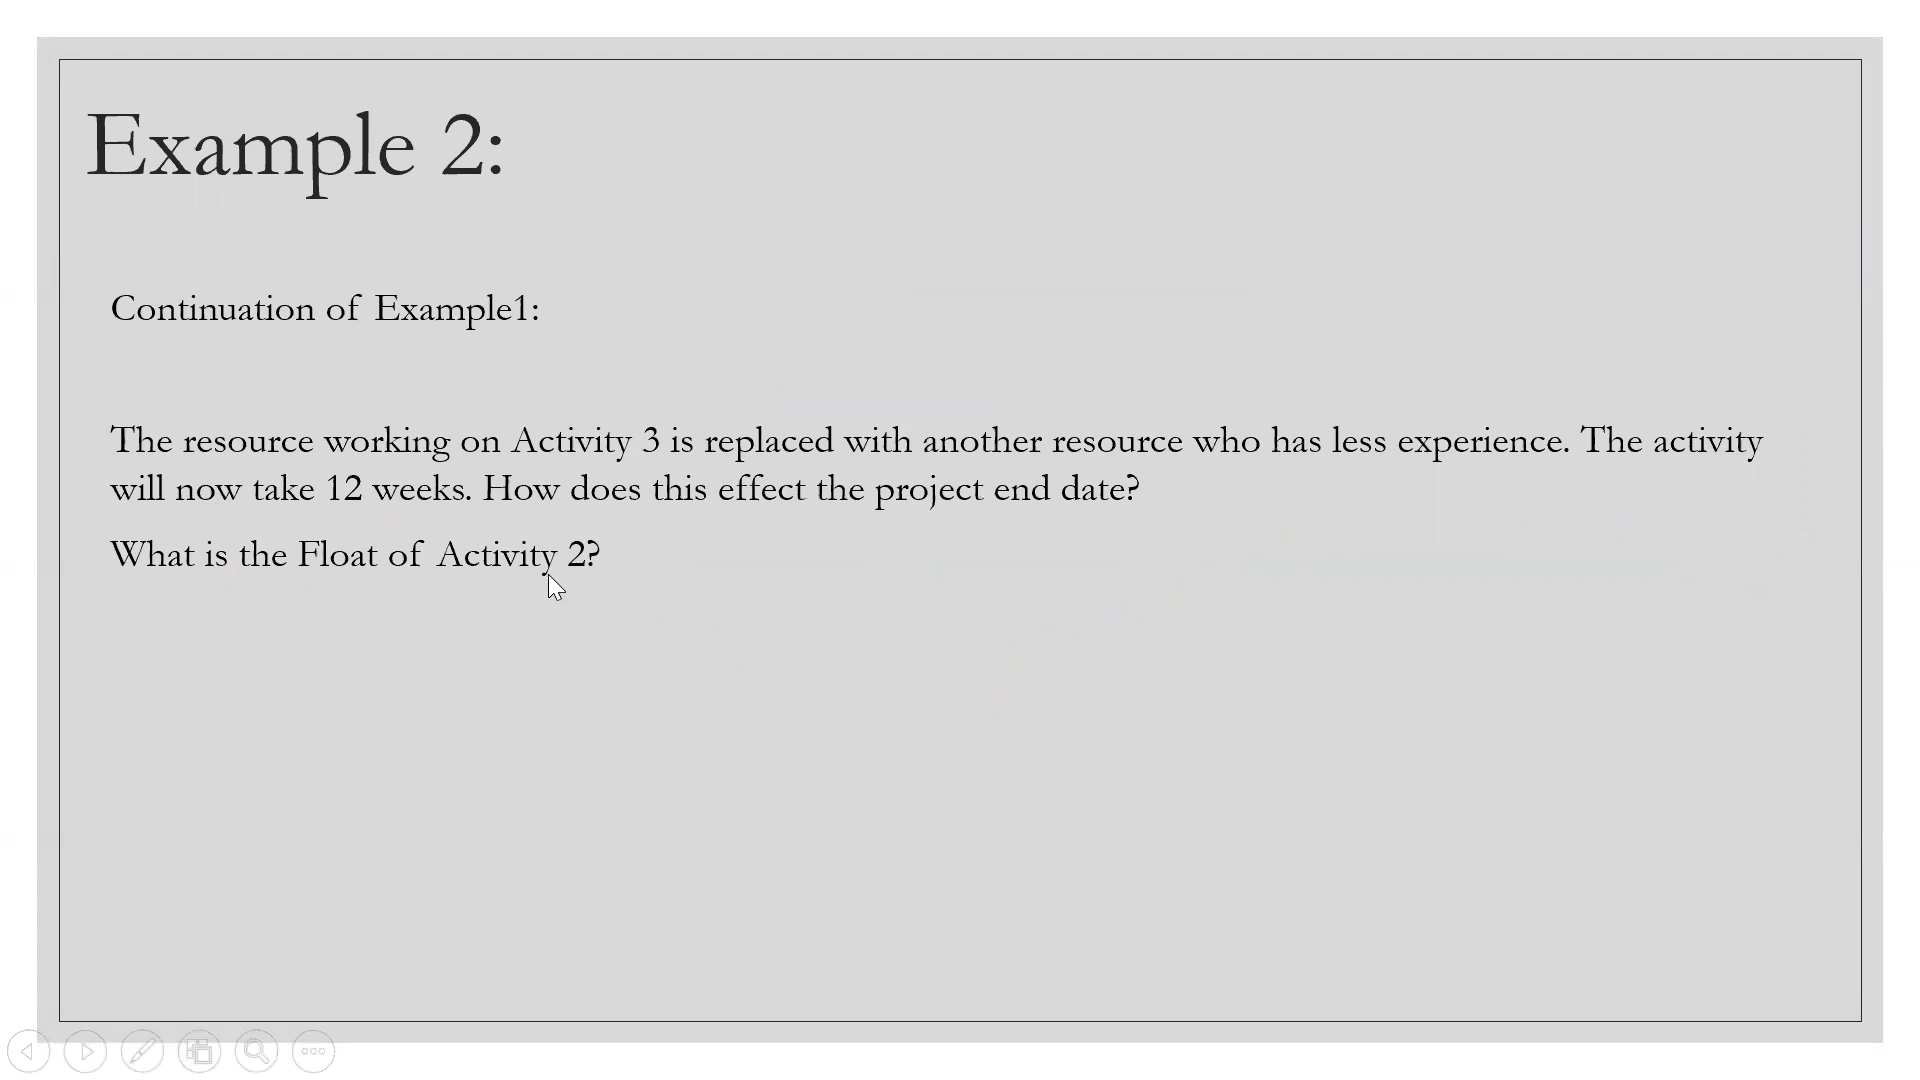 Example 2:
Continuation of Example1:
The resource working on Activity 3 is replaced with another resource who has less experience. The activity
will now take 12 weeks. How does this effect the project end date?
What is the Float of Activity 2?